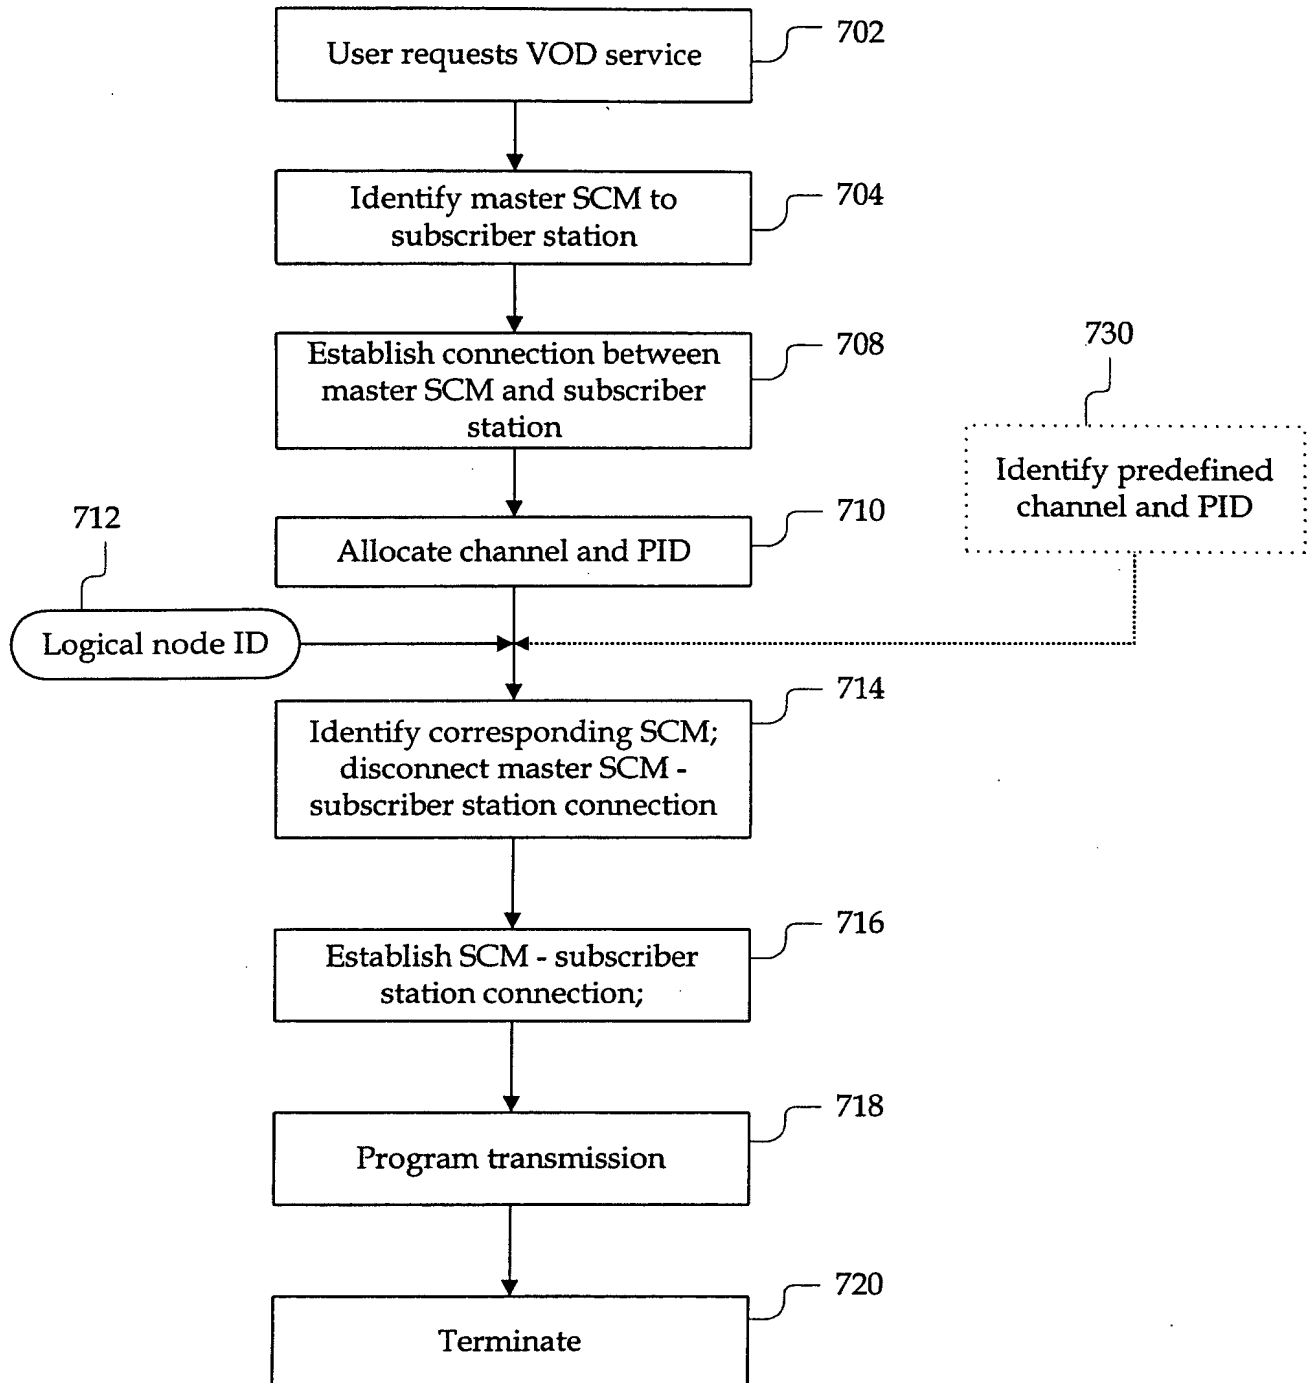 User requests VOD service
702
Identify master SCM to
subscriber station
704
Establish connection between
master SCM and subscriber
station
708
730
Identify predefined
channel and PID
Allocate channel and PID
710
712
Logical node ID
714
Identify corresponding SCM;
disconnect master SCM -
subscriber station connection
716
Establish SCM - subscriber
station connection;
718
Program transmission
720
Terminate